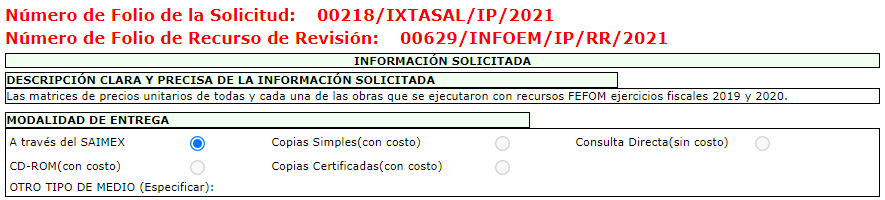 Número de Folio de la Solicitud: 00218/IXTASAL/IP/2021
Número de Folio de Recurso de Revisión: 00629/INFOEM/IP/RR/2021
INFORMACIÓN SOLICITADA
DESCRIPCIÓN CLARA Y PRECISA DE LA INFORMACIÓN SOLICITADA
Las matrices de precios unitarios de todas y cada una de las obras que se ejecutaron con recursos FEFOM ejercicios fiscales 2019 y 2020.
MODALIDAD DE ENTREGA
A través del SAIMEX Copias Simples(con costo) Consulta Directa(sin costo)
CD-ROM(con costo) Copias Certificadas(con costo)
OTRO TIPO DE MEDIO (Especificar):